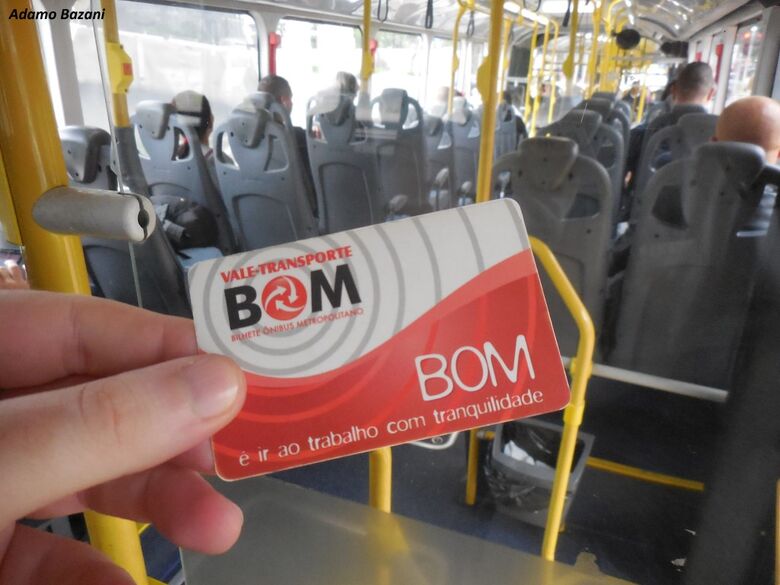 Adamo Bazani
VALE-TRANSPORTE
BOM
BILHETE ÔNIBUS METROPOLITANO
BOM
é ir ao trabalho com tranquilidade